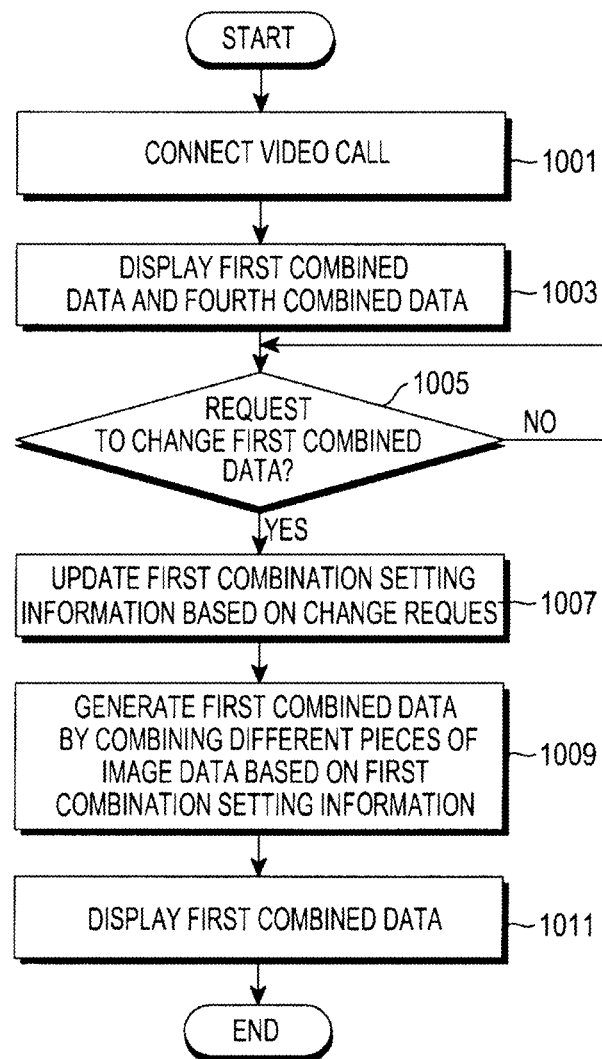 START
CONNECT VIDEO CALL
1001
DISPLAY FIRST COMBINED
DATA AND FOURTH COMBINED DATA
1003
1005
REQUEST
TO CHANGE FIRST COMBINED
DATA?
NO
YES
UPDATE FIRST COMBINATION SETTING
INFORMATION BASED ON CHANGE REQUES
1007
GENERATE FIRST COMBINED DATA
BY COMBINING DIFFERENT PIECES OF
IMAGE DATA BASED ON FIRST
COMBINATION SETTING INFORMATION
1009
DISPLAY FIRST COMBINED DATA
1011
END